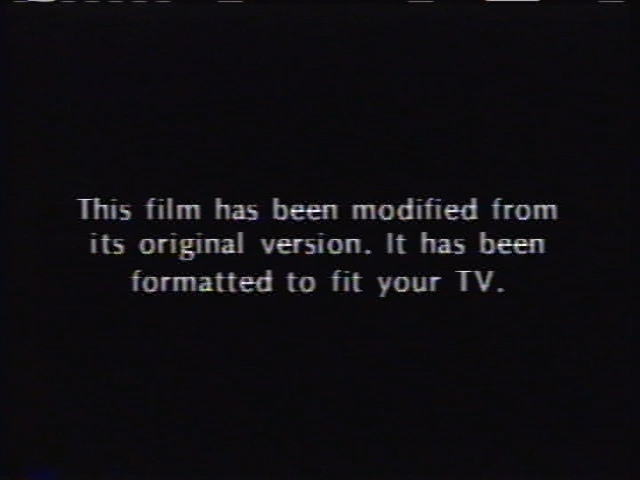 This film has been modified from
its original version. It has been
formatted to fit your TV.